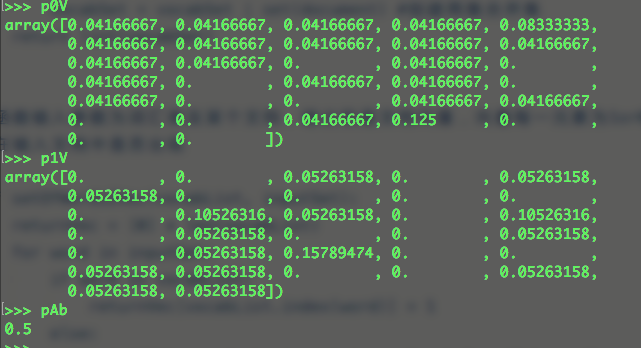 >>> p0V
array([0.04166667, 0.04166667, 0.04166667, 0.04166667, 0.08333333,
0.04166667, 0.04166667, 0.04166667, 0.04166667, 0.04166667,
0.04166667, 0.04166667, 0. , 0. , 0. ,
0.04166667, 0. , 0.04166667, 0.04166667, 0. ,
0.04166667, 0. , 0. , 0.04166667, 0.04166667,
0. , 0. , 0.04166667, 0.125 , 0. ,
0. , 0. ])
>>> p1V
array([0. , 0. , 0.05263158, 0. , 0.05263158,
0.05263158, 0. , 0. , 0. , 0. ,
0. , 0.10526316, 0.05263158, 0. , 0.10526316,
0. , 0.05263158, 0. , 0. , 0.05263158,
0. , 0.05263158, 0.15789474, 0. , 0. ,
0.05263158, 0.05263158, 0. , 0. , 0.05263158,
0.05263158, 0.05263158])
>>> pAb
0.5
>>>